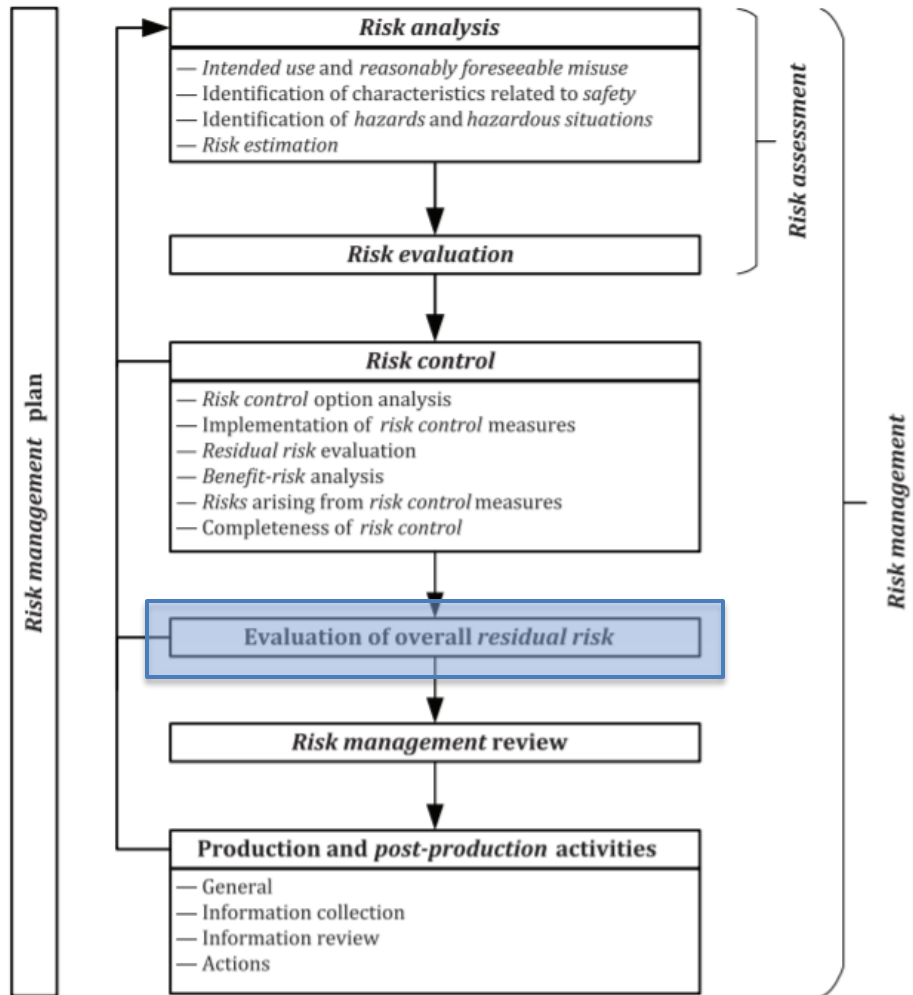 Risk analysis
— Intended use and reasonably foreseeable misuse
— Identification of characteristics related to safety
— Identification of hazards and hazardous situations
— Risk estimation
Risk evaluation
Risk control
— Risk control option analysis
— Implementation of risk control measures
— Residual risk evaluation
— Benefit-risk analysis
— Risks arising from risk control measures
— Completeness of risk control
Evaluation of overall residual risk
Risk management review
Production and post-production activities
— General
— Information collection
— Information review
— Actions
Risk management plan
Risk assessment
Risk management